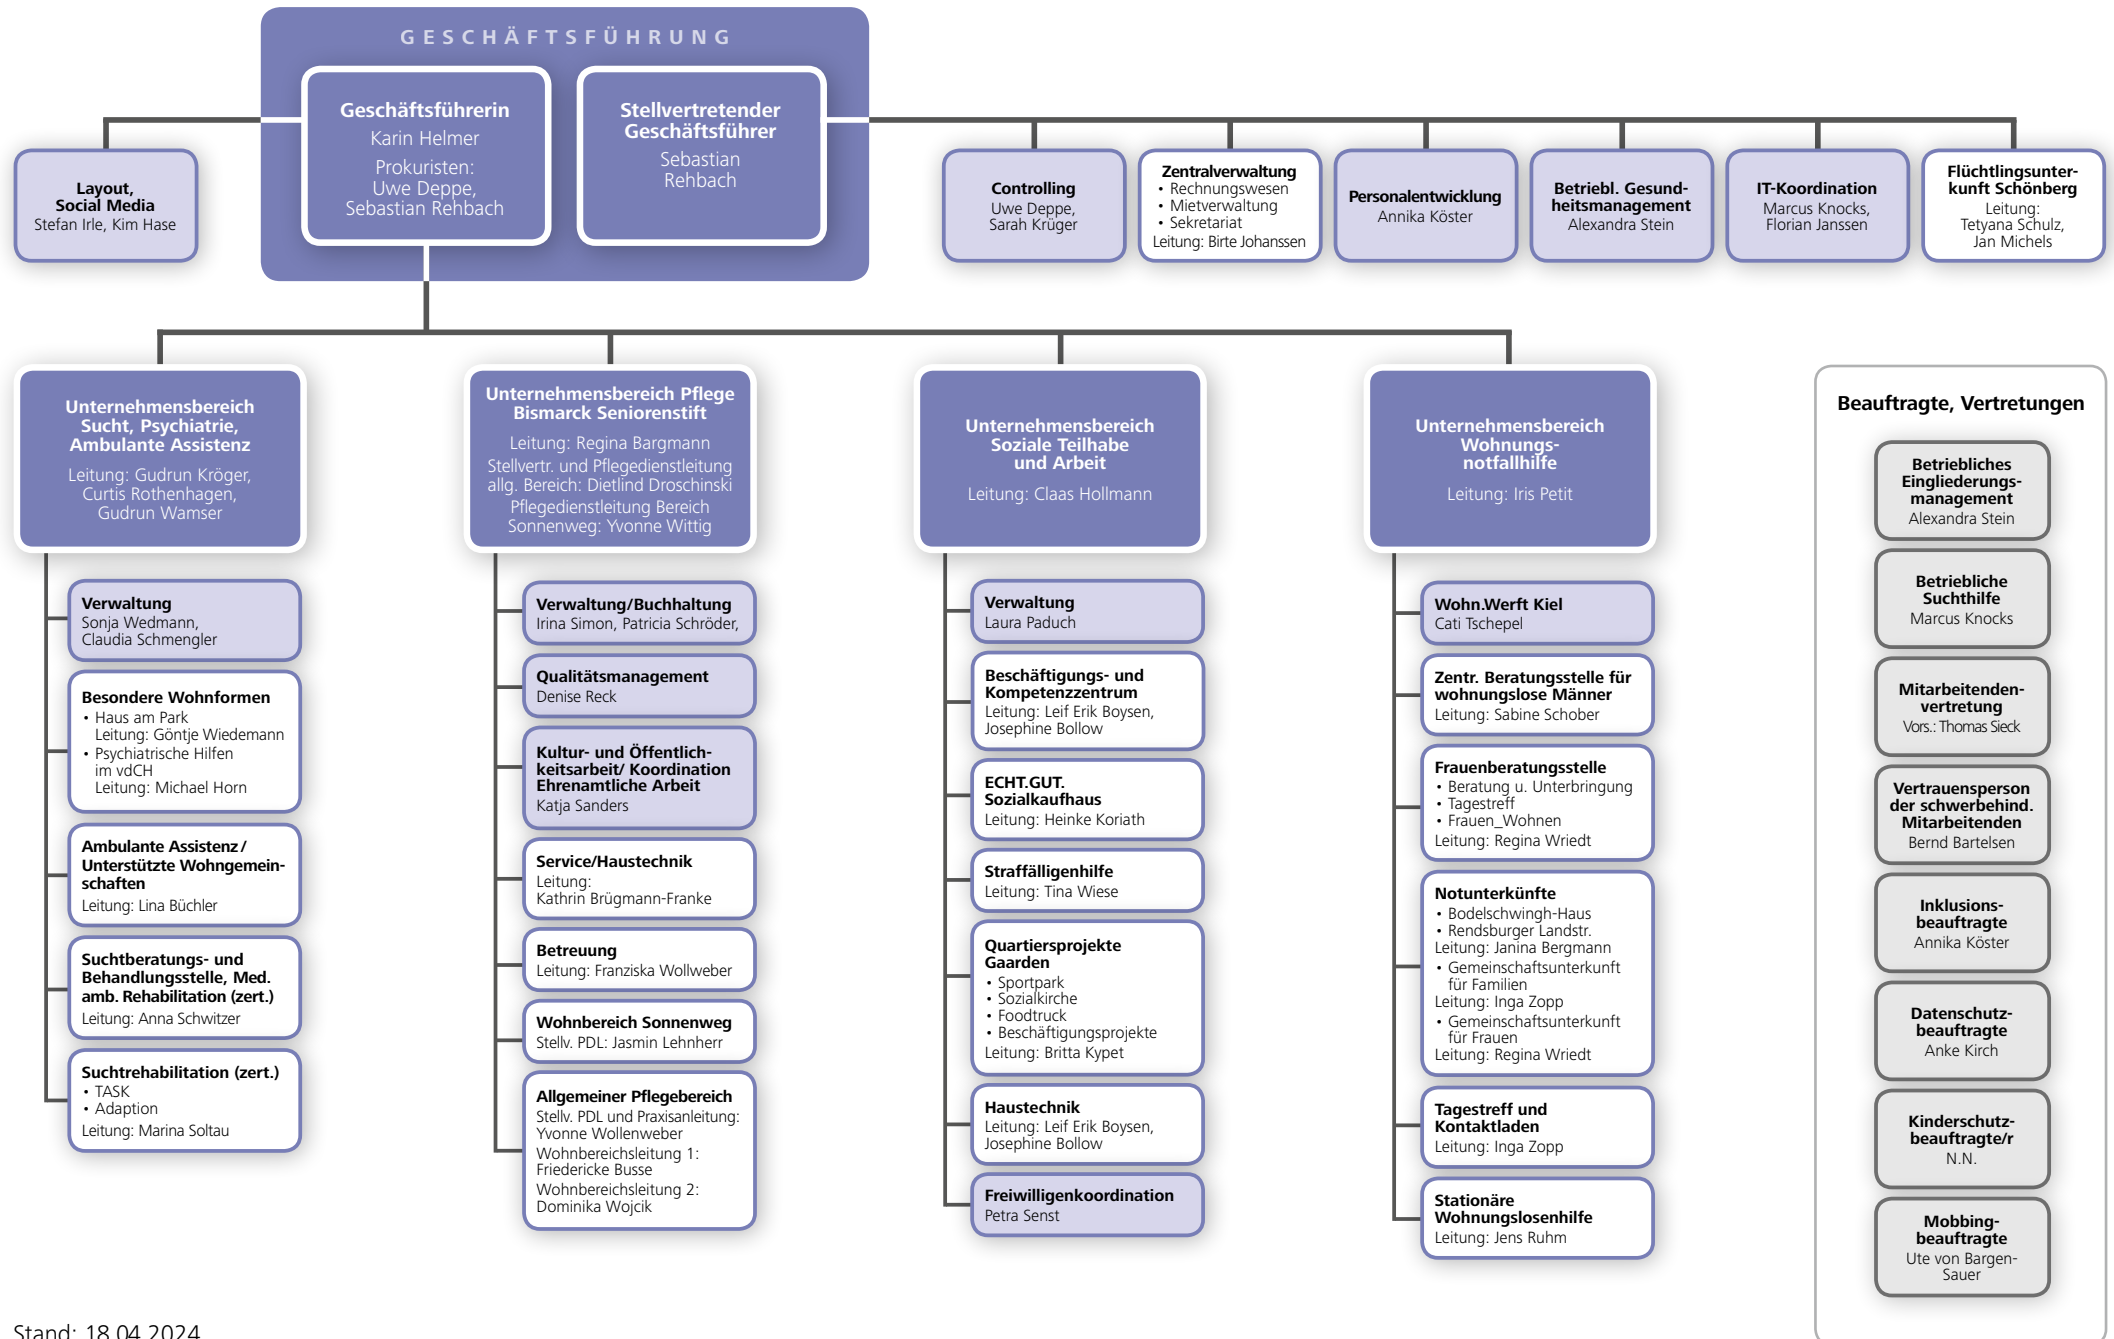 GESCHÄFTSFÜHRUNG
Geschäftsführerin
Karin Helmer
Prokuristen:
Uwe Deppe,
Sebastian Rehbach
Stellvertretender
Geschäftsführer
Sebastian
Rehbach
Layout,
Social Media
Stefan Irle, Kim Hase
Controlling
Uwe Deppe,
Sarah Krüger
Zentralverwaltung
• Rechnungswesen
• Mietverwaltung
• Sekretariat
Leitung: Birte Johanssen
Personalentwicklung
Annika Köster
Betriebl. Gesund-
heitsmanagement
Alexandra Stein
IT-Koordination
Marcus Knocks,
Florian Janssen
Flüchtlingsunter-
kunft Schönberg
Leitung:
Tetyana Schulz,
Jan Michels
Unternehmensbereich
Sucht, Psychiatrie,
Ambulante Assistenz
Leitung: Gudrun Kröger,
Curtis Rothenhagen,
Gudrun Wamser
Verwaltung
Sonja Wedmann,
Claudia Schmengler
Besondere Wohnformen
• Haus am Park
Leitung: Göntje Wiedemann
• Psychiatrische Hilfen
im vdCH
Leitung: Michael Horn
Ambulante Assistenz /
Unterstützte Wohngemein-
schaften
Leitung: Lina Büchler
Suchtberatungs- und
Behandlungsstelle, Med.
amb. Rehabilitation (zert.)
Leitung: Anna Schwitzer
Suchtrehabilitation (zert.)
• TASK
• Adaption
Leitung: Marina Soltau
Unternehmensbereich Pflege
Bismarck Seniorenstift
Leitung: Regina Bargmann
Stellvertr. und Pflegedienstleitung
allg. Bereich: Dietlind Droschinski
Pflegedienstleitung Bereich
Sonnenweg: Yvonne Wittig
Verwaltung/Buchhaltung
Irina Simon, Patricia Schröder,
Qualitätsmanagement
Denise Reck
Kultur- und Öffentlich-
keitsarbeit/ Koordination
Ehrenamtliche Arbeit
Katja Sanders
Service/Haustechnik
Leitung:
Kathrin Brügmann-Franke
Betreuung
Leitung: Franziska Wollweber
Wohnbereich Sonnenweg
Stellv. PDL: Jasmin Lehnherr
Allgemeiner Pflegebereich
Stellv. PDL und Praxisanleitung:
Yvonne Wollenweber
Wohnbereichsleitung 1:
Friedericke Busse
Wohnbereichsleitung 2:
Dominika Wojcik
Unternehmensbereich
Soziale Teilhabe
und Arbeit
Leitung: Claas Hollmann
Verwaltung
Laura Paduch
Beschäftigungs- und
Kompetenzzentrum
Leitung: Leif Erik Boysen,
Josephine Bollow
ECHT.GUT.
Sozialkaufhaus
Leitung: Heinke Koriath
Straffälligenhilfe
Leitung: Tina Wiese
Quartiersprojekte
Gaarden
• Sportpark
• Sozialkirche
• Foodtruck
• Beschäftigungsprojekte
Leitung: Britta Kypet
Haustechnik
Leitung: Leif Erik Boysen,
Josephine Bollow
Freiwilligenkoordination
Petra Senst
Unternehmensbereich
Wohnungs-
notfallhilfe
Leitung: Iris Petit
Wohn.Werft Kiel
Cati Tschepel
Zentr. Beratungsstelle für
wohnungslose Männer
Leitung: Sabine Schober
Frauenberatungsstelle
• Beratung u. Unterbringung
• Tagestreff
• Frauen_Wohnen
Leitung: Regina Wriedt
Notunterkünfte
• Bodelschwingh-Haus
• Rendsburger Landstr.
Leitung: Janina Bergmann
• Gemeinschaftsunterkunft
für Familien
Leitung: Inga Zopp
• Gemeinschaftsunterkunft
für Frauen
Leitung: Regina Wriedt
Tagestreff und
Kontaktladen
Leitung: Inga Zopp
Stationäre
Wohnungslosenhilfe
Leitung: Jens Ruhm
Beauftragte, Vertretungen
Betriebliches
Eingliederungs-
management
Alexandra Stein
Betriebliche
Suchthilfe
Marcus Knocks
Mitarbeitenden-
vertretung
Vors.: Thomas Sieck
Vertrauensperson
der schwerbehind.
Mitarbeitenden
Bernd Bartelsen
Inklusions-
beauftragte
Annika Köster
Datenschutz-
beauftragte
Anke Kirch
Kinderschutz-
beauftragte/r
N.N.
Mobbing-
beauftragte
Ute von Bargen-
Sauer
Stand: 18.04.2024